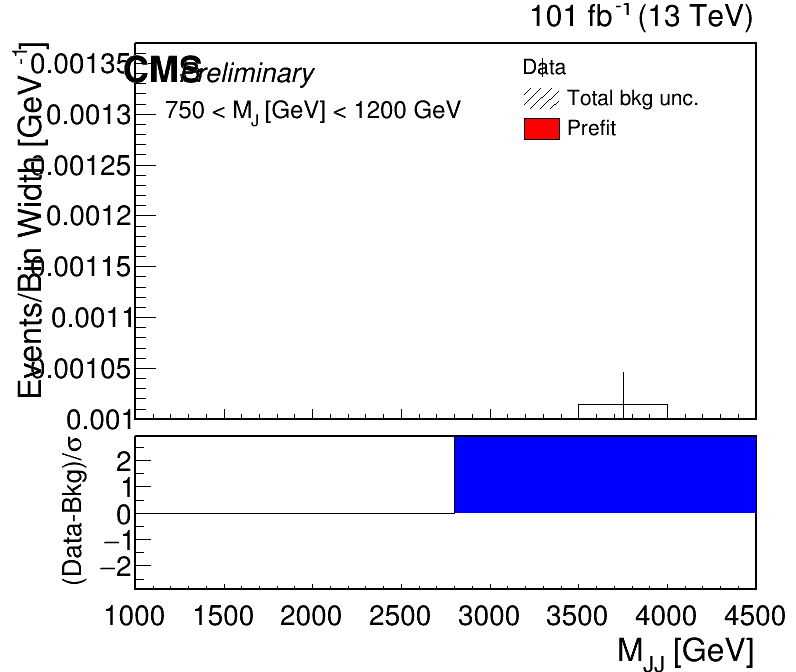 101 fb⁻¹ (13 TeV)
CMS Preliminary
750 < M_J [GeV] < 1200 GeV
Data
Total bkg unc.
Prefit
Events/Bin Width [GeV⁻¹]
0.00135
0.0013
0.00125
0.0012
0.00115
0.0011
0.00105
0.001
(Data-Bkg)/σ
2
1
0
−1
−2
1000 1500 2000 2500 3000 3500 4000 4500
M_JJ [GeV]